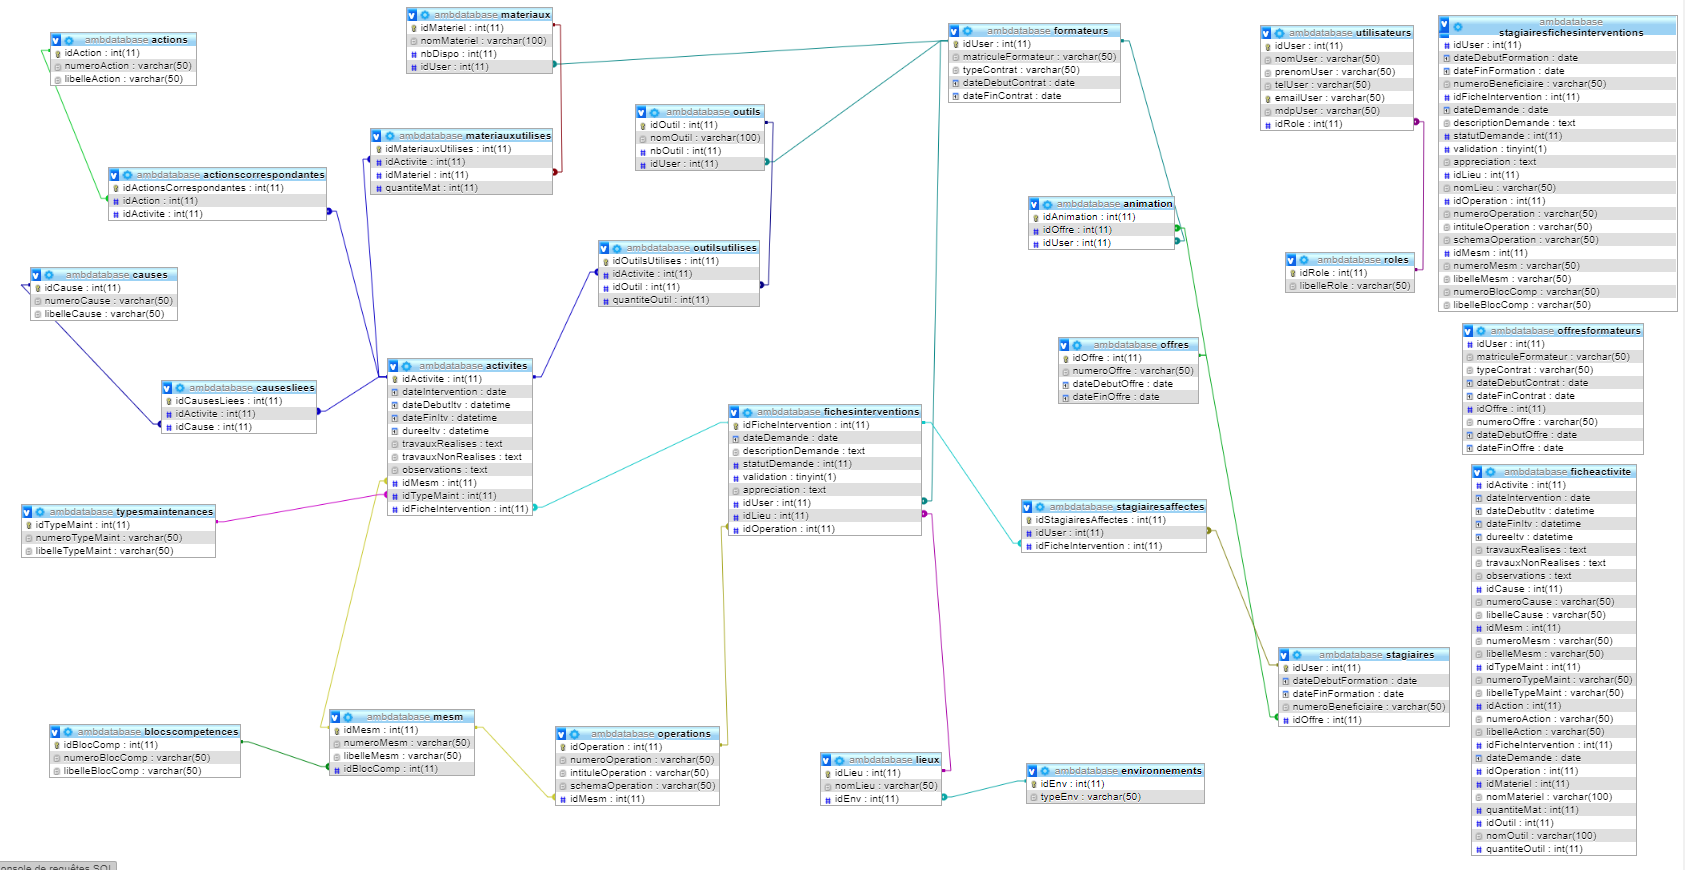 ambdatabase actions
idAction : int(11)
numeroAction : varchar(50)
libelleAction : varchar(50)
ambdatabase materiaux
idMateriel : int(11)
nomMateriel : varchar(100)
nbDispo : int(11)
idUser : int(11)
ambdatabase formateurs
idUser : int(11)
matriculeFormateur : varchar(50)
typeContrat : varchar(50)
dateDebutContrat : date
dateFinContrat : date
ambdatabase utilisateurs
idUser : int(11)
nomUser : varchar(50)
prenomUser : varchar(50)
telUser : varchar(50)
emailUser : varchar(50)
mdpUser : varchar(50)
idRole : int(11)
ambdatabase
stagiairesfichesinterventions
idUser : int(11)
dateDebutFormation : date
dateFinFormation : date
numeroBeneficiaire : varchar(50)
idFicheIntervention : int(11)
dateDemande : date
descriptionDemande : text
statutDemande : int(11)
validation : tinyint(1)
appreciation : text
idLieu : int(11)
nomLieu : varchar(50)
idOperation : int(11)
numeroOperation : varchar(50)
intituleOperation : varchar(50)
schemaOperation : varchar(50)
idMesm : int(11)
numeroMesm : varchar(50)
libelleMesm : varchar(50)
numeroBlocComp : varchar(50)
libelleBlocComp : varchar(50)
ambdatabase outils
idOutil : int(11)
nomOutil : varchar(100)
nbOutil : int(11)
idUser : int(11)
ambdatabase materiauxutilises
idMateriauxUtilises : int(11)
idActivite : int(11)
idMateriel : int(11)
quantiteMat : int(11)
ambdatabase actionscorrespondantes
idActionsCorrespondantes : int(11)
idAction : int(11)
idActivite : int(11)
ambdatabase animation
idAnimation : int(11)
idOffre : int(11)
idUser : int(11)
ambdatabase outilsutilises
idOutilsUtilises : int(11)
idActivite : int(11)
idOutil : int(11)
quantiteOutil : int(11)
ambdatabase roles
idRole : int(11)
libelleRole : varchar(50)
ambdatabase causes
idCause : int(11)
numeroCause : varchar(50)
libelleCause : varchar(50)
ambdatabase offresformateurs
idUser : int(11)
matriculeFormateur : varchar(50)
typeContrat : varchar(50)
dateDebutContrat : date
dateFinContrat : date
idOffre : int(11)
numeroOffre : varchar(50)
dateDebutOffre : date
dateFinOffre : date
ambdatabase offres
idOffre : int(11)
numeroOffre : varchar(50)
dateDebutOffre : date
dateFinOffre : date
ambdatabase activites
idActivite : int(11)
dateIntervention : date
dateDebutItv : datetime
dateFinItv : datetime
dureeItv : datetime
travauxRealises : text
travauxNonRealises : text
observations : text
idMesm : int(11)
idTypeMaint : int(11)
idFicheIntervention : int(11)
ambdatabase causesliees
idCausesLiees : int(11)
idActivite : int(11)
idCause : int(11)
ambdatabase fichesinterventions
idFicheIntervention : int(11)
dateDemande : date
descriptionDemande : text
statutDemande : int(11)
validation : tinyint(1)
appreciation : text
idUser : int(11)
idLieu : int(11)
idOperation : int(11)
ambdatabase ficheactivite
idActivite : int(11)
dateIntervention : date
dateDebutItv : datetime
dateFinItv : datetime
dureeItv : datetime
travauxRealises : text
travauxNonRealises : text
observations : text
idCause : int(11)
numeroCause : varchar(50)
libelleCause : varchar(50)
idMesm : int(11)
numeroMesm : varchar(50)
libelleMesm : varchar(50)
idTypeMaint : int(11)
numeroTypeMaint : varchar(50)
libelleTypeMaint : varchar(50)
idAction : int(11)
numeroAction : varchar(50)
libelleAction : varchar(50)
idFicheIntervention : int(11)
dateDemande : date
idOperation : int(11)
idMateriel : int(11)
nomMateriel : varchar(100)
quantiteMat : int(11)
idOutil : int(11)
nomOutil : varchar(100)
quantiteOutil : int(11)
ambdatabase typesmaintenances
idTypeMaint : int(11)
numeroTypeMaint : varchar(50)
libelleTypeMaint : varchar(50)
ambdatabase stagiairesaffectes
idStagiairesAffectes : int(11)
idUser : int(11)
idFicheIntervention : int(11)
ambdatabase stagiaires
idUser : int(11)
dateDebutFormation : date
dateFinFormation : date
numeroBeneficiaire : varchar(50)
idOffre : int(11)
ambdatabase mesm
idMesm : int(11)
numeroMesm : varchar(50)
libelleMesm : varchar(50)
idBlocComp : int(11)
ambdatabase blocscompetences
idBlocComp : int(11)
numeroBlocComp : varchar(50)
libelleBlocComp : varchar(50)
ambdatabase operations
idOperation : int(11)
numeroOperation : varchar(50)
intituleOperation : varchar(50)
schemaOperation : varchar(50)
idMesm : int(11)
ambdatabase lieux
idLieu : int(11)
nomLieu : varchar(50)
idEnv : int(11)
ambdatabase environnements
idEnv : int(11)
typeEnv : varchar(50)
onsole de requêtes SQL